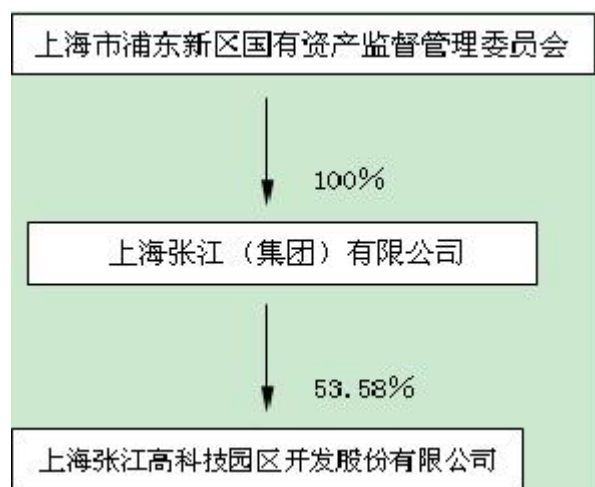 上海市浦东新区国有资产监督管理委员会
100%
上海张江（集团）有限公司
53.58%
上海张江高科技园区开发股份有限公司